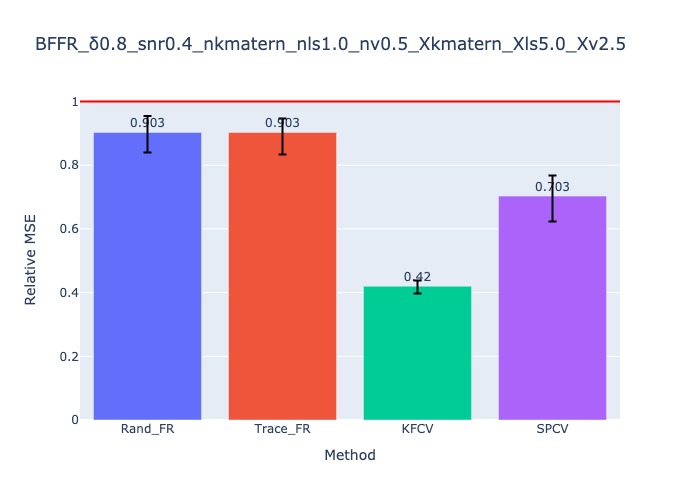 BFFR_δ0.8_snr0.4_nkmatern_nls1.0_nv0.5_Xkmatern_Xls5.0_Xv2.5
1
0.8
0.6
0.4
0.2
0
Relative MSE
0.903
0.903
0.42
0.703
Rand_FR
Trace_FR
KFCV
SPCV
Method